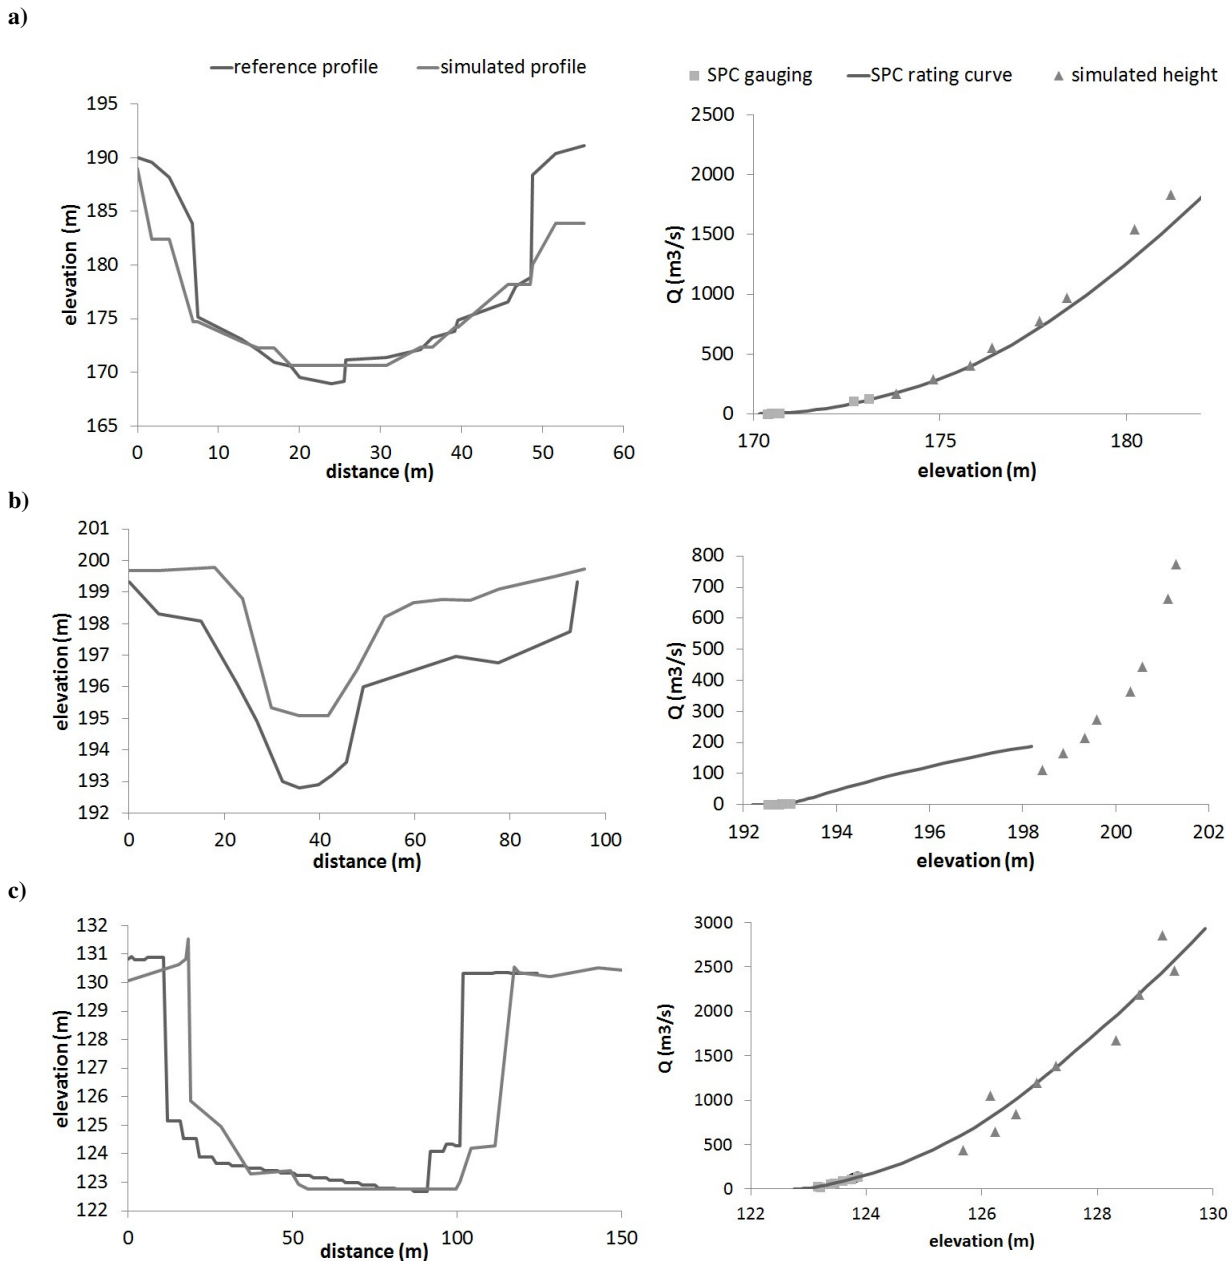 a)
reference profile simulated profile
SPC gauging SPC rating curve simulated height
195
190
185
180
175
170
165
elevation (m)
0 10 20 30 40 50 60
distance (m)
2500
2000
1500
1000
500
0
Q (m3/s)
170 175 180
elevation (m)
b)
201
200
199
198
197
196
195
194
193
192
elevation (m)
0 20 40 60 80 100
distance (m)
800
700
600
500
400
300
200
100
0
Q (m3/s)
192 194 196 198 200 202
elevation (m)
c)
132
131
130
129
128
127
126
125
124
123
122
elevation (m)
0 50 100 150
distance (m)
3000
2500
2000
1500
1000
500
0
Q (m3/s)
122 124 126 128 130
elevation (m)